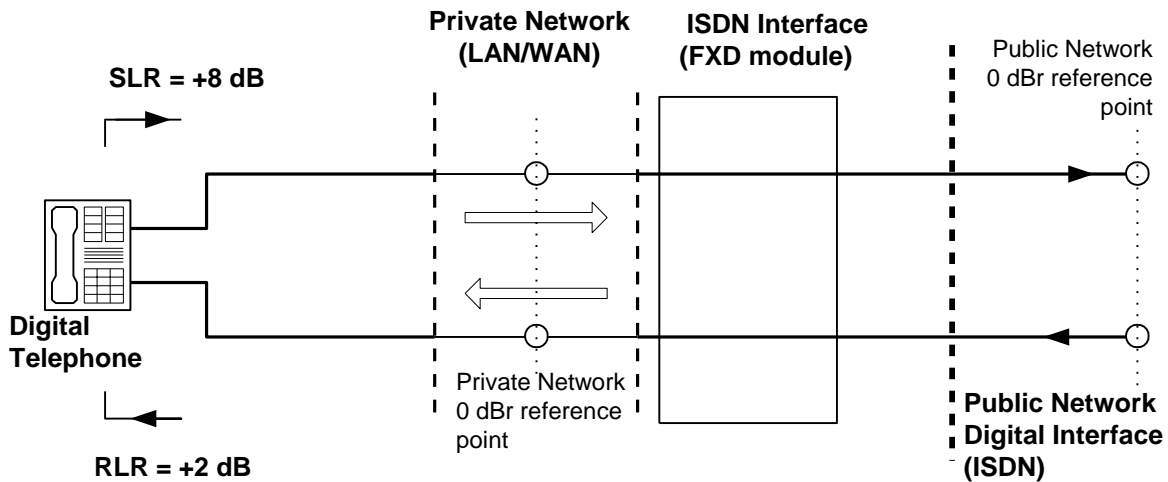 Private Network
(LAN/WAN)
ISDN Interface
(FXD module)
Public Network
0 dBr reference
point
SLR = +8 dB
Digital
Telephone
Private Network
0 dBr reference
point
Public Network
Digital Interface
(ISDN)
RLR = +2 dB